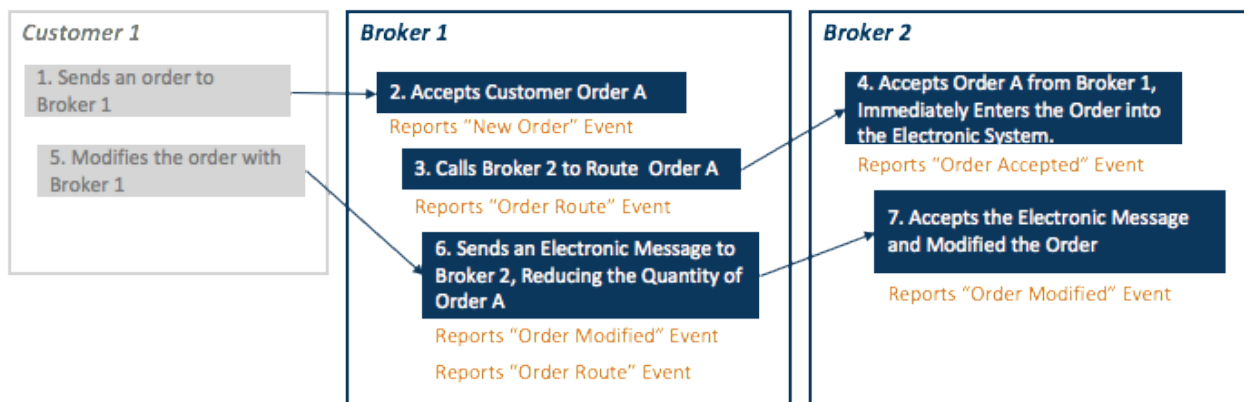 Customer 1
1. Sends an order to
Broker 1
5. Modifies the order with
Broker 1
Broker 1
2. Accepts Customer Order A
Reports "New Order" Event
3. Calls Broker 2 to Route Order A
Reports "Order Route" Event
6. Sends an Electronic Message to
Broker 2, Reducing the Quantity of
Order A
Reports "Order Modified" Event
Reports "Order Route" Event
Broker 2
4. Accepts Order A from Broker 1,
Immediately Enters the Order into
the Electronic System.
Reports "Order Accepted" Event
7. Accepts the Electronic Message
and Modified the Order
Reports "Order Modified" Event